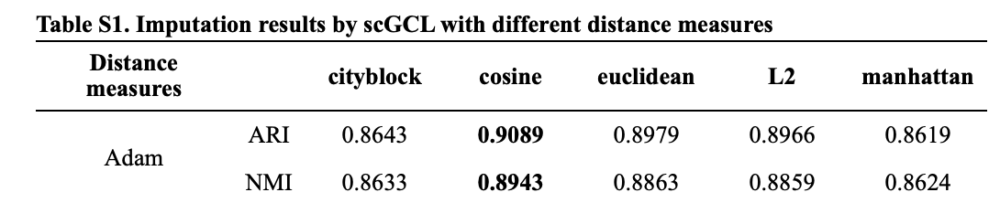 Table S1. Imputation results by scGCL with different distance measures
Distance measures cityblock cosine euclidean L2 manhattan
Adam ARI 0.8643 0.9089 0.8979 0.8966 0.8619
NMI 0.8633 0.8943 0.8863 0.8859 0.8624